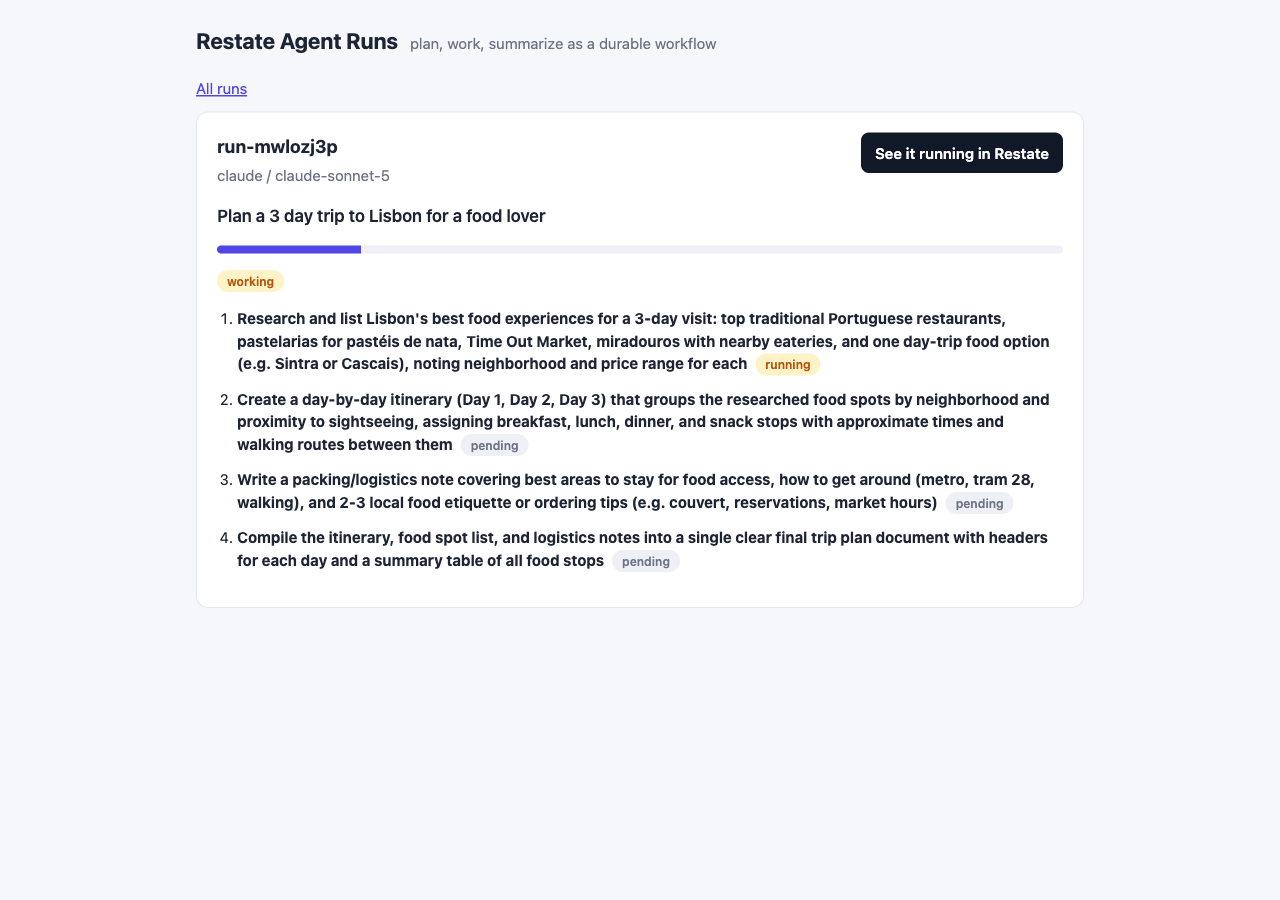 Restate Agent Runs plan, work, summarize as a durable workflow
All runs
run-mwlozj3p
See it running in Restate
claude / claude-sonnet-5
Plan a 3 day trip to Lisbon for a food lover
working
1. Research and list Lisbon's best food experiences for a 3-day visit: top traditional Portuguese restaurants,
pastelarias for pastéis de nata, Time Out Market, miradouros with nearby eateries, and one day-trip food option
(e.g. Sintra or Cascais), noting neighborhood and price range for each running
2. Create a day-by-day itinerary (Day 1, Day 2, Day 3) that groups the researched food spots by neighborhood and
proximity to sightseeing, assigning breakfast, lunch, dinner, and snack stops with approximate times and
walking routes between them pending
3. Write a packing/logistics note covering best areas to stay for food access, how to get around (metro, tram 28,
walking), and 2-3 local food etiquette or ordering tips (e.g. couvert, reservations, market hours) pending
4. Compile the itinerary, food spot list, and logistics notes into a single clear final trip plan document with headers
for each day and a summary table of all food stops pending